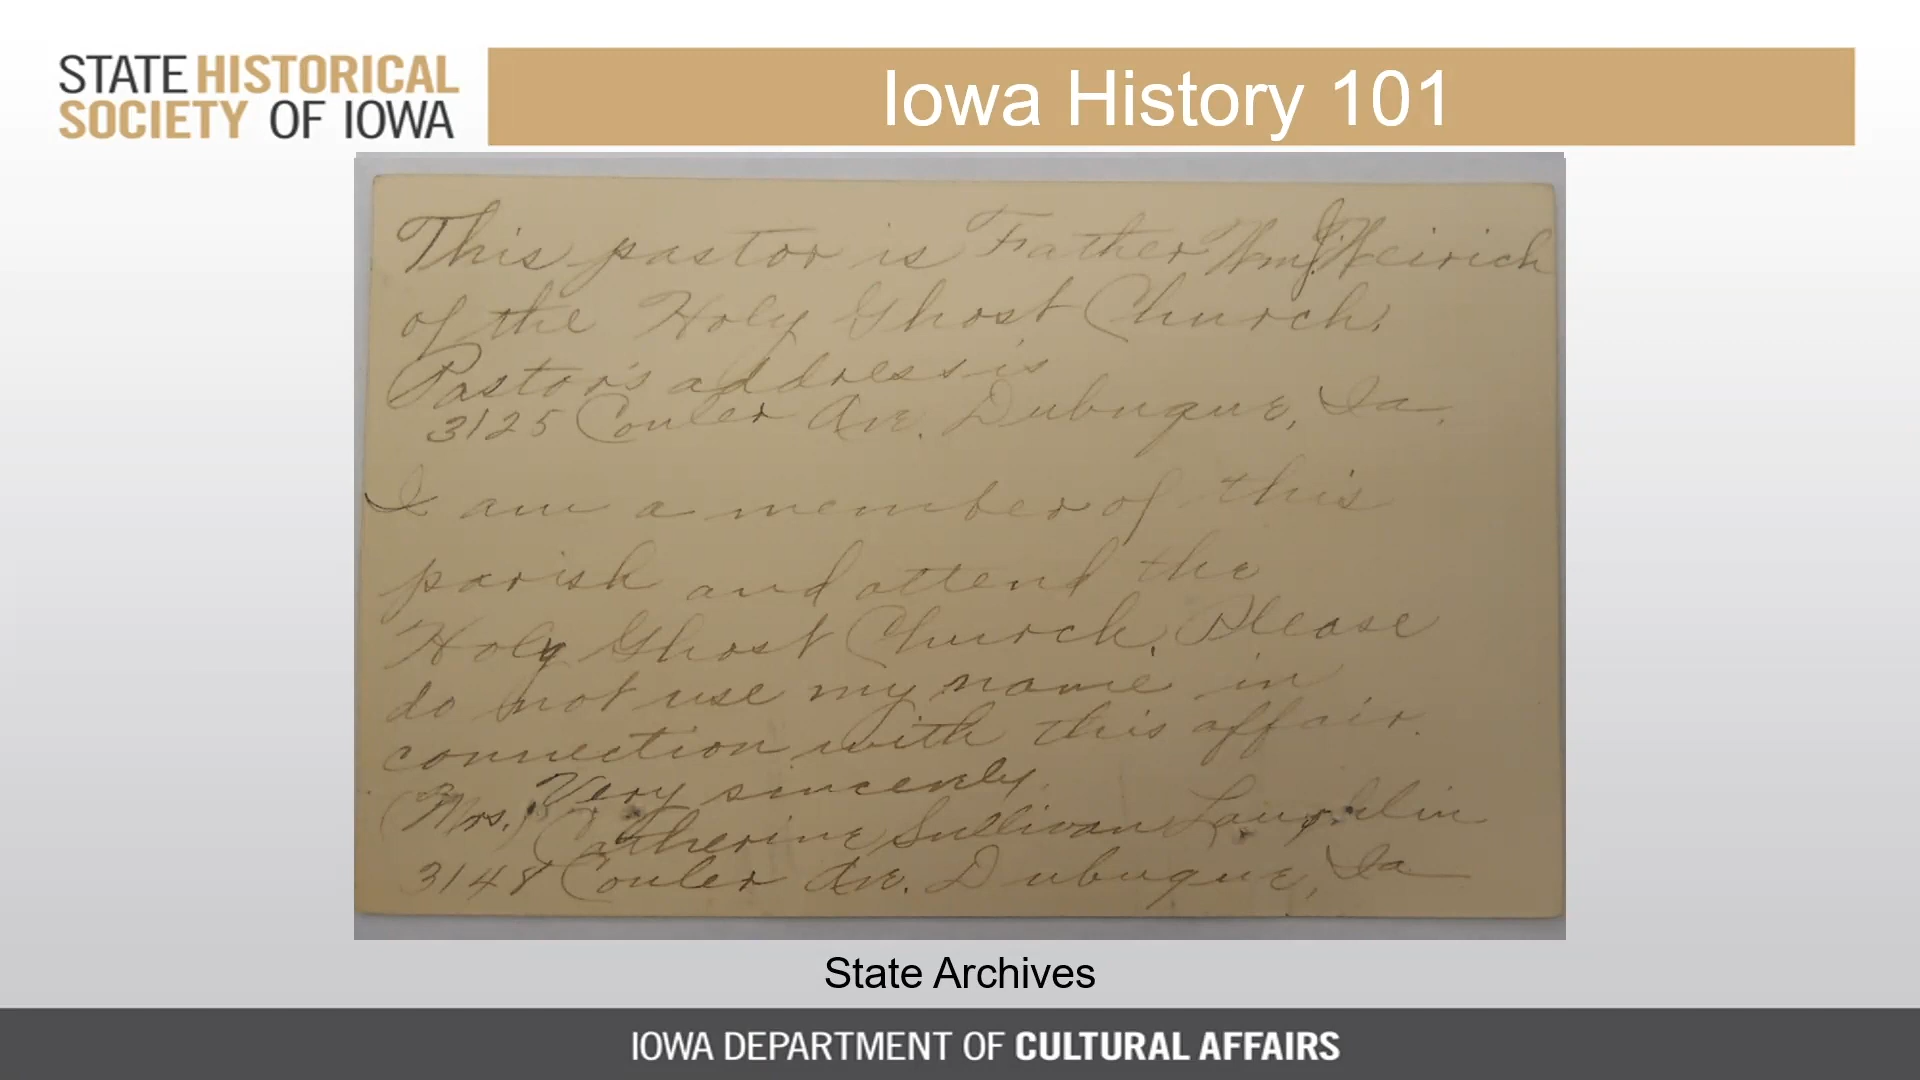 STATE HISTORICAL
SOCIETY OF IOWA
Iowa History 101
This pastor is Father Wm. J. Heirich
of the Holy Ghost Church.
Pastor's address is
3125 Couler Ave. Dubuque, Ia.
I am a member of this
parish and attend the
Holy Ghost Church. Please
do not use my name in
connection with this affair.
Very sincerely,
(Mrs.) Catherine Sullivan Laughlin
3148 Couler Ave. Dubuque, Ia
State Archives
IOWA DEPARTMENT OF CULTURAL AFFAIRS